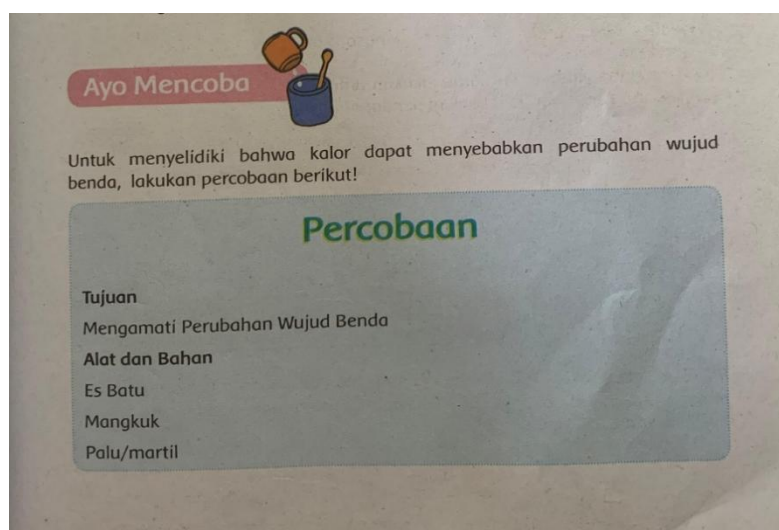 Ayo Mencoba
Untuk menyelidiki bahwa kalor dapat menyebabkan perubahan wujud
benda, lakukan percobaan berikut!
Percobaan
Tujuan
Mengamati Perubahan Wujud Benda
Alat dan Bahan
Es Batu
Mangkuk
Palu/martil